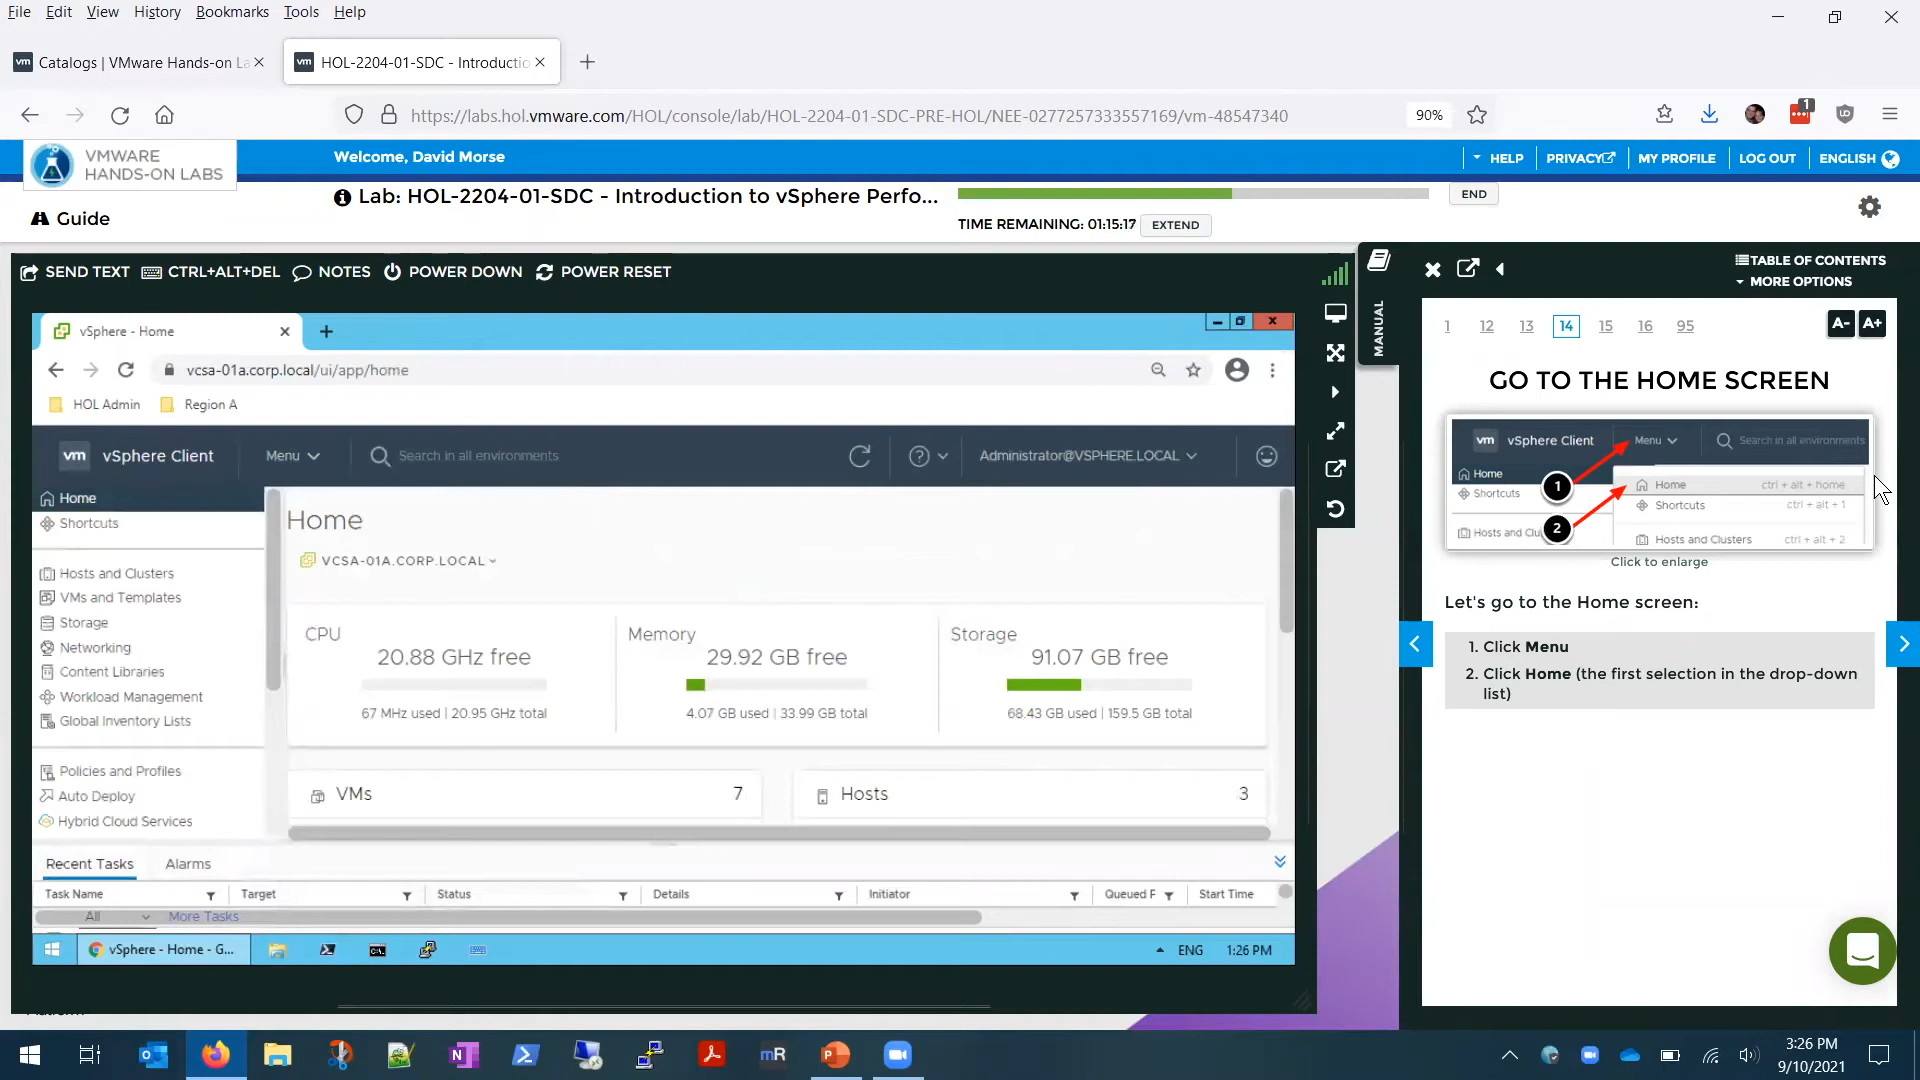 File Edit View History Bookmarks Tools Help
vm Catalogs | VMware Hands-on La
vm HOL-2204-01-SDC - Introductio
https://labs.hol.vmware.com/HOL/console/lab/HOL-2204-01-SDC-PRE-HOL/NEE-0277257333557169/vm-48547340
90%
1
VMWARE
HANDS-ON LABS
Welcome, David Morse
HELP PRIVACY MY PROFILE LOG OUT ENGLISH
Guide
Lab: HOL-2204-01-SDC - Introduction to vSphere Perfo...
END
TIME REMAINING: 01:15:17 EXTEND
SEND TEXT CTRL+ALT+DEL NOTES POWER DOWN POWER RESET
vSphere - Home
vcsa-01a.corp.local/ui/app/home
HOL Admin Region A
vm vSphere Client Menu Search in all environments Administrator@VSPHERE.LOCAL
Home
Shortcuts
Hosts and Clusters
VMs and Templates
Storage
Networking
Content Libraries
Workload Management
Global Inventory Lists
Policies and Profiles
Auto Deploy
Hybrid Cloud Services
Home
VCSA-01A.CORP.LOCAL
CPU
20.88 GHz free
67 MHz used | 20.95 GHz total
Memory
29.92 GB free
4.07 GB used | 33.99 GB total
Storage
91.07 GB free
68.43 GB used | 159.5 GB total
VMs 7
Hosts 3
Recent Tasks Alarms
Task Name Target Status Details Initiator Queued F Start Time
All More Tasks
vSphere - Home - G...
ENG 1:26 PM
MANUAL
TABLE OF CONTENTS
MORE OPTIONS
1 12 13 14 15 16 95
A- A+
GO TO THE HOME SCREEN
vm vSphere Client Menu Search in all environments
Home
Shortcuts
Hosts and Clu
1
2
Home ctrl + alt + home
Shortcuts ctrl + alt + 1
Hosts and Clusters ctrl + alt + 2
Click to enlarge
Let's go to the Home screen:
1. Click Menu
2. Click Home (the first selection in the drop-down
list)
mR
3:26 PM
9/10/2021